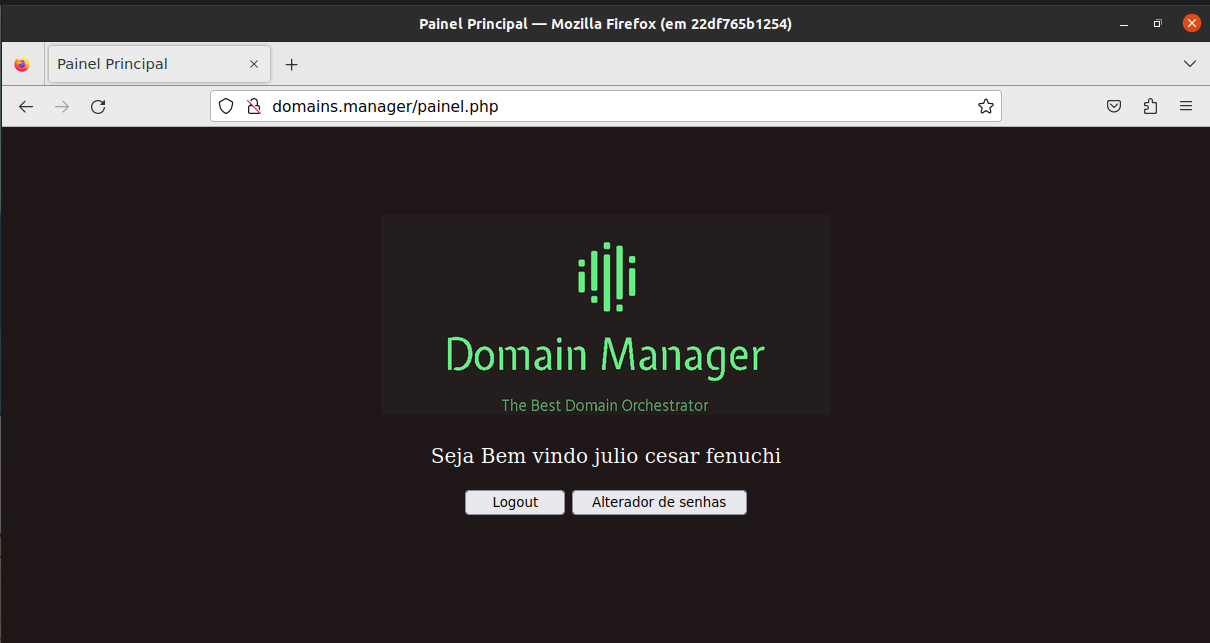 Painel Principal — Mozilla Firefox (em 22df765b1254)
Painel Principal
domains.manager/painel.php
Domain Manager
The Best Domain Orchestrator
Seja Bem vindo julio cesar fenuchi
Logout Alterador de senhas